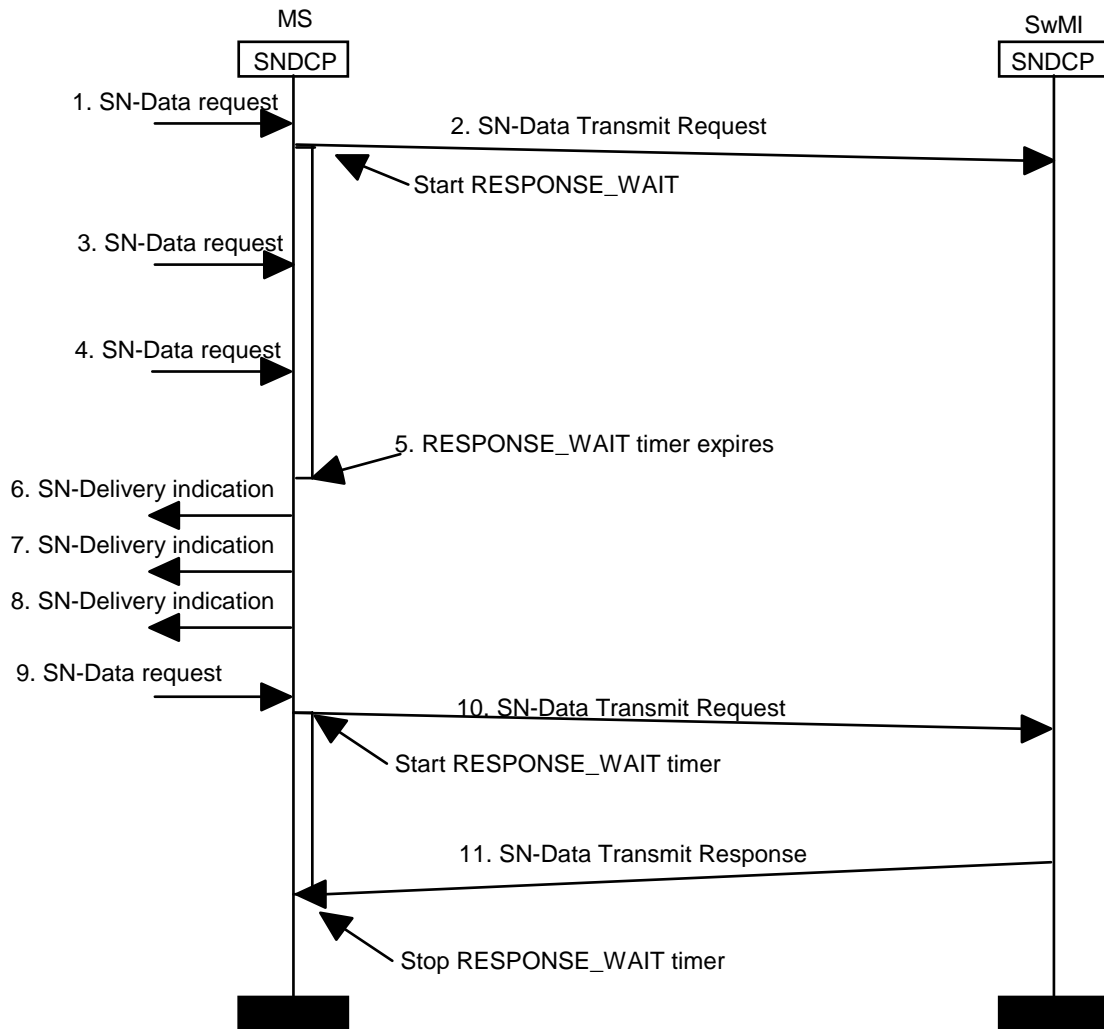 MS
SwMI
SNDCP
SNDCP
1. SN-Data request
2. SN-Data Transmit Request
Start RESPONSE_WAIT
3. SN-Data request
4. SN-Data request
5. RESPONSE_WAIT timer expires
6. SN-Delivery indication
7. SN-Delivery indication
8. SN-Delivery indication
9. SN-Data request
10. SN-Data Transmit Request
Start RESPONSE_WAIT timer
11. SN-Data Transmit Response
Stop RESPONSE_WAIT timer